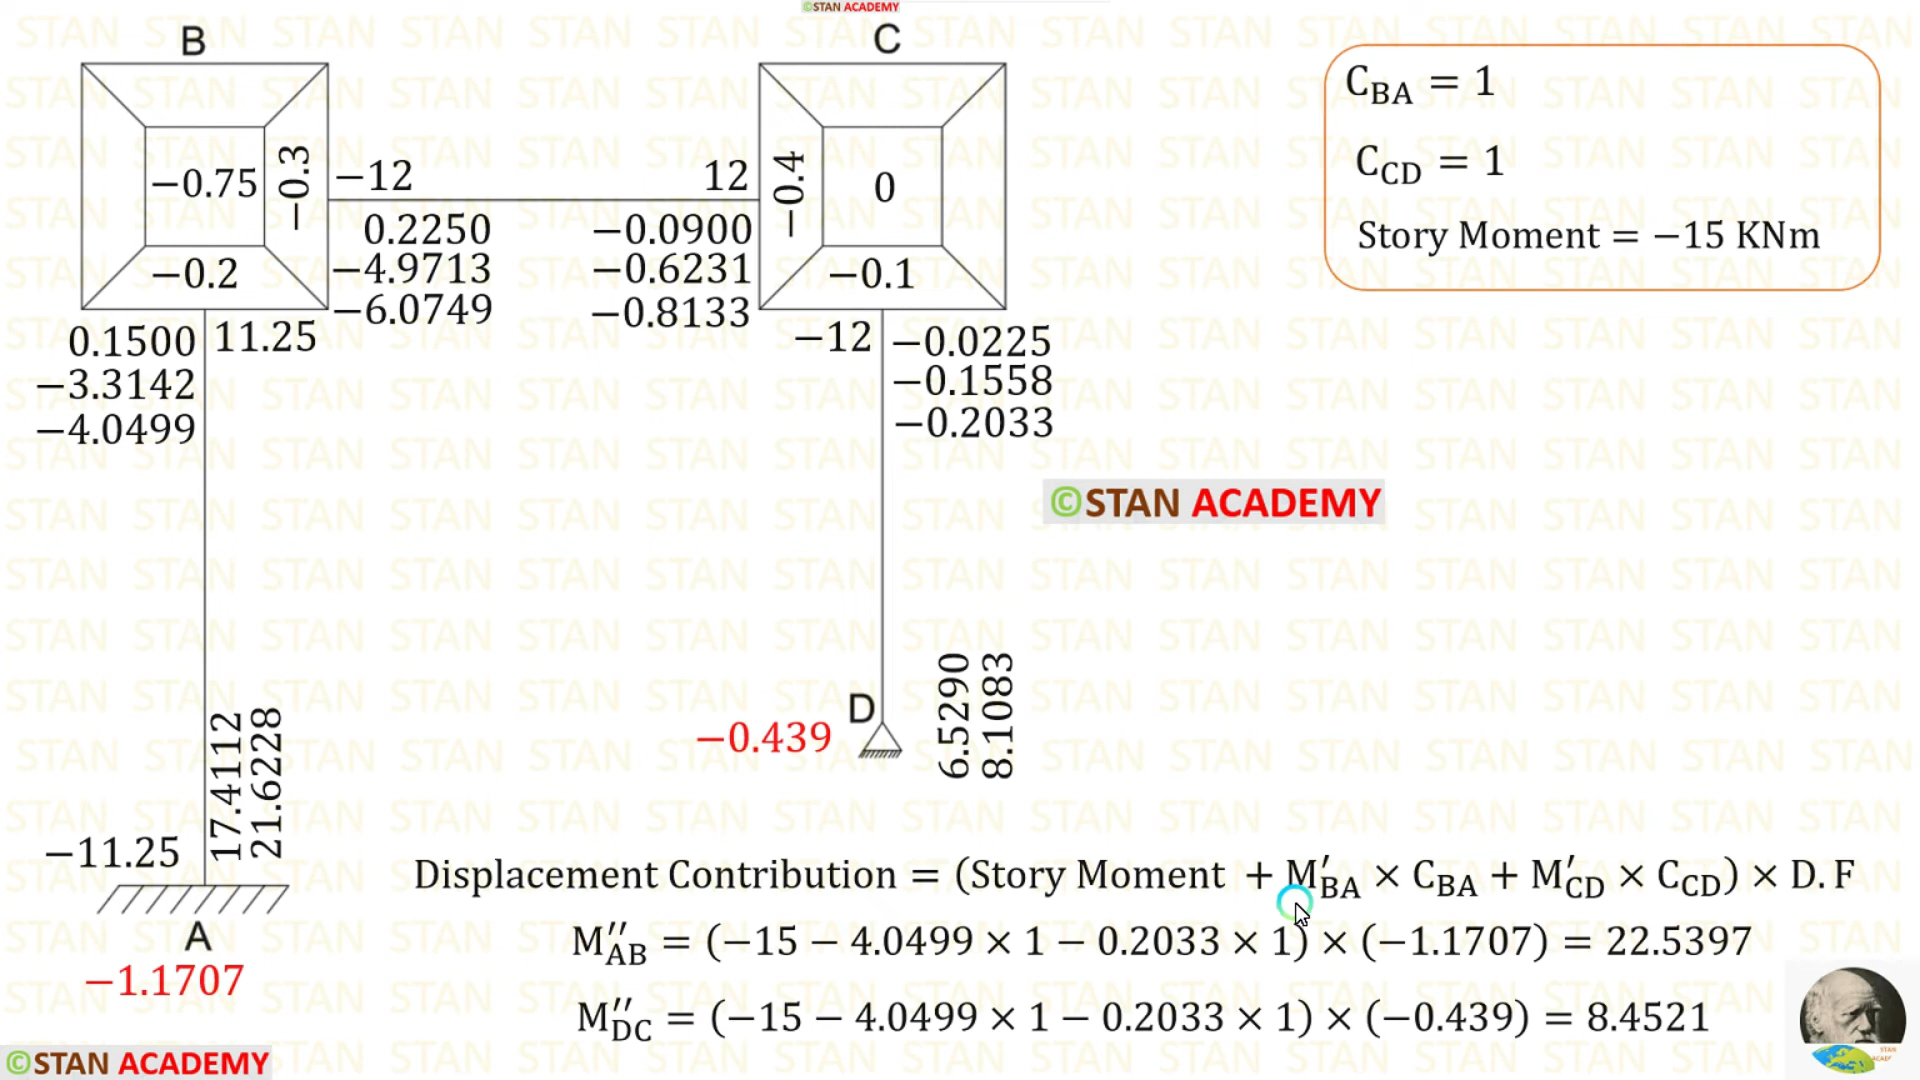 ©STAN ACADEMY
B
C
−0.75
−0.3
−0.2
−12
12
−0.4
0
−0.1
0.2250
−4.9713
−6.0749
−0.0900
−0.6231
−0.8133
0.1500
−3.3142
−4.0499
11.25
−12
−0.0225
−0.1558
−0.2033
C_BA = 1
C_CD = 1
Story Moment = −15 KNm
©STAN ACADEMY
17.4112
21.6228
−11.25
A
−1.1707
D
−0.439
6.5290
8.1083
Displacement Contribution = (Story Moment + M′_BA × C_BA + M′_CD × C_CD) × D. F
M″_AB = (−15 − 4.0499 × 1 − 0.2033 × 1) × (−1.1707) = 22.5397
M″_DC = (−15 − 4.0499 × 1 − 0.2033 × 1) × (−0.439) = 8.4521
©STAN ACADEMY